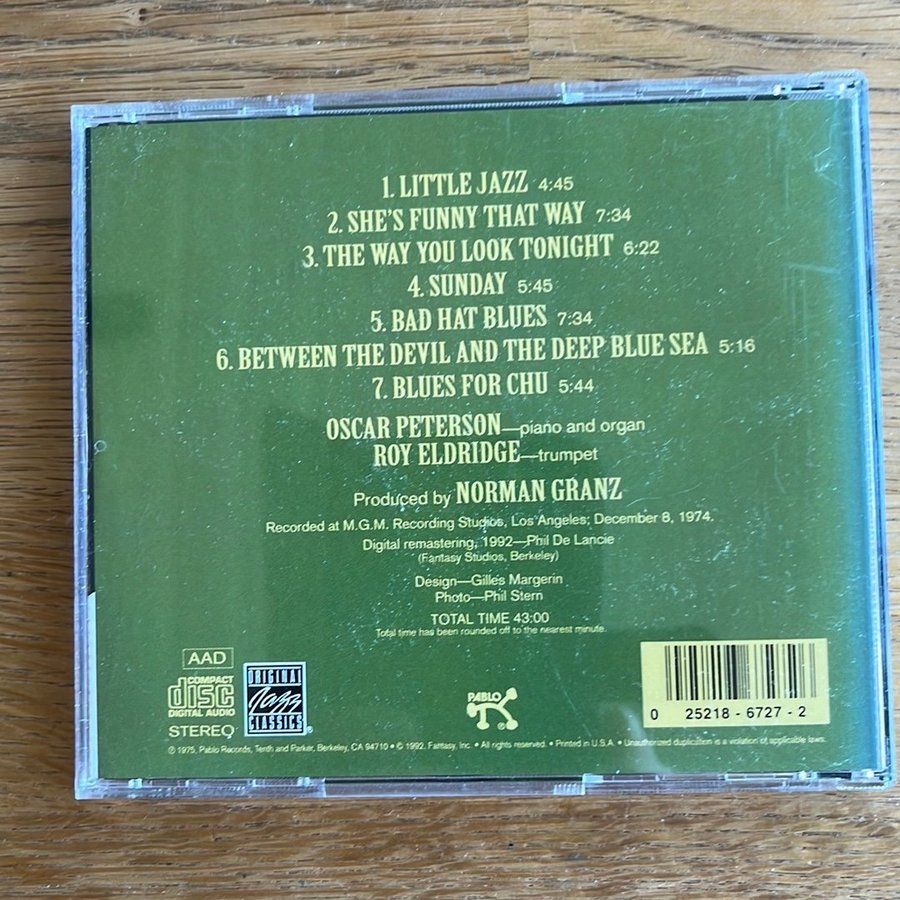 1. LITTLE JAZZ 4:45
2. SHE'S FUNNY THAT WAY 7:34
3. THE WAY YOU LOOK TONIGHT 6:22
4. SUNDAY 5:45
5. BAD HAT BLUES 7:34
6. BETWEEN THE DEVIL AND THE DEEP BLUE SEA 5:16
7. BLUES FOR CHU 5:44
OSCAR PETERSON—piano and organ
ROY ELDRIDGE—trumpet
Produced by NORMAN GRANZ
Recorded at M.G.M. Recording Studios, Los Angeles; December 8, 1974.
Digital remastering, 1992—Phil De Lancie
(Fantasy Studios, Berkeley)
Design—Gilles Margerin
Photo—Phil Stern
TOTAL TIME 43:00
Total time has been rounded off to the nearest minute.
AAD
COMPACT
disc
DIGITAL AUDIO
STEREO
ORIGINAL
Jazz
CLASSICS
PABLO
®
0 25218 - 6727 - 2
℗ 1975, Pablo Records, Tenth and Parker, Berkeley, CA 94710 • © 1992, Fantasy, Inc. • All rights reserved. • Printed in U.S.A. • Unauthorized duplication is a violation of applicable laws.